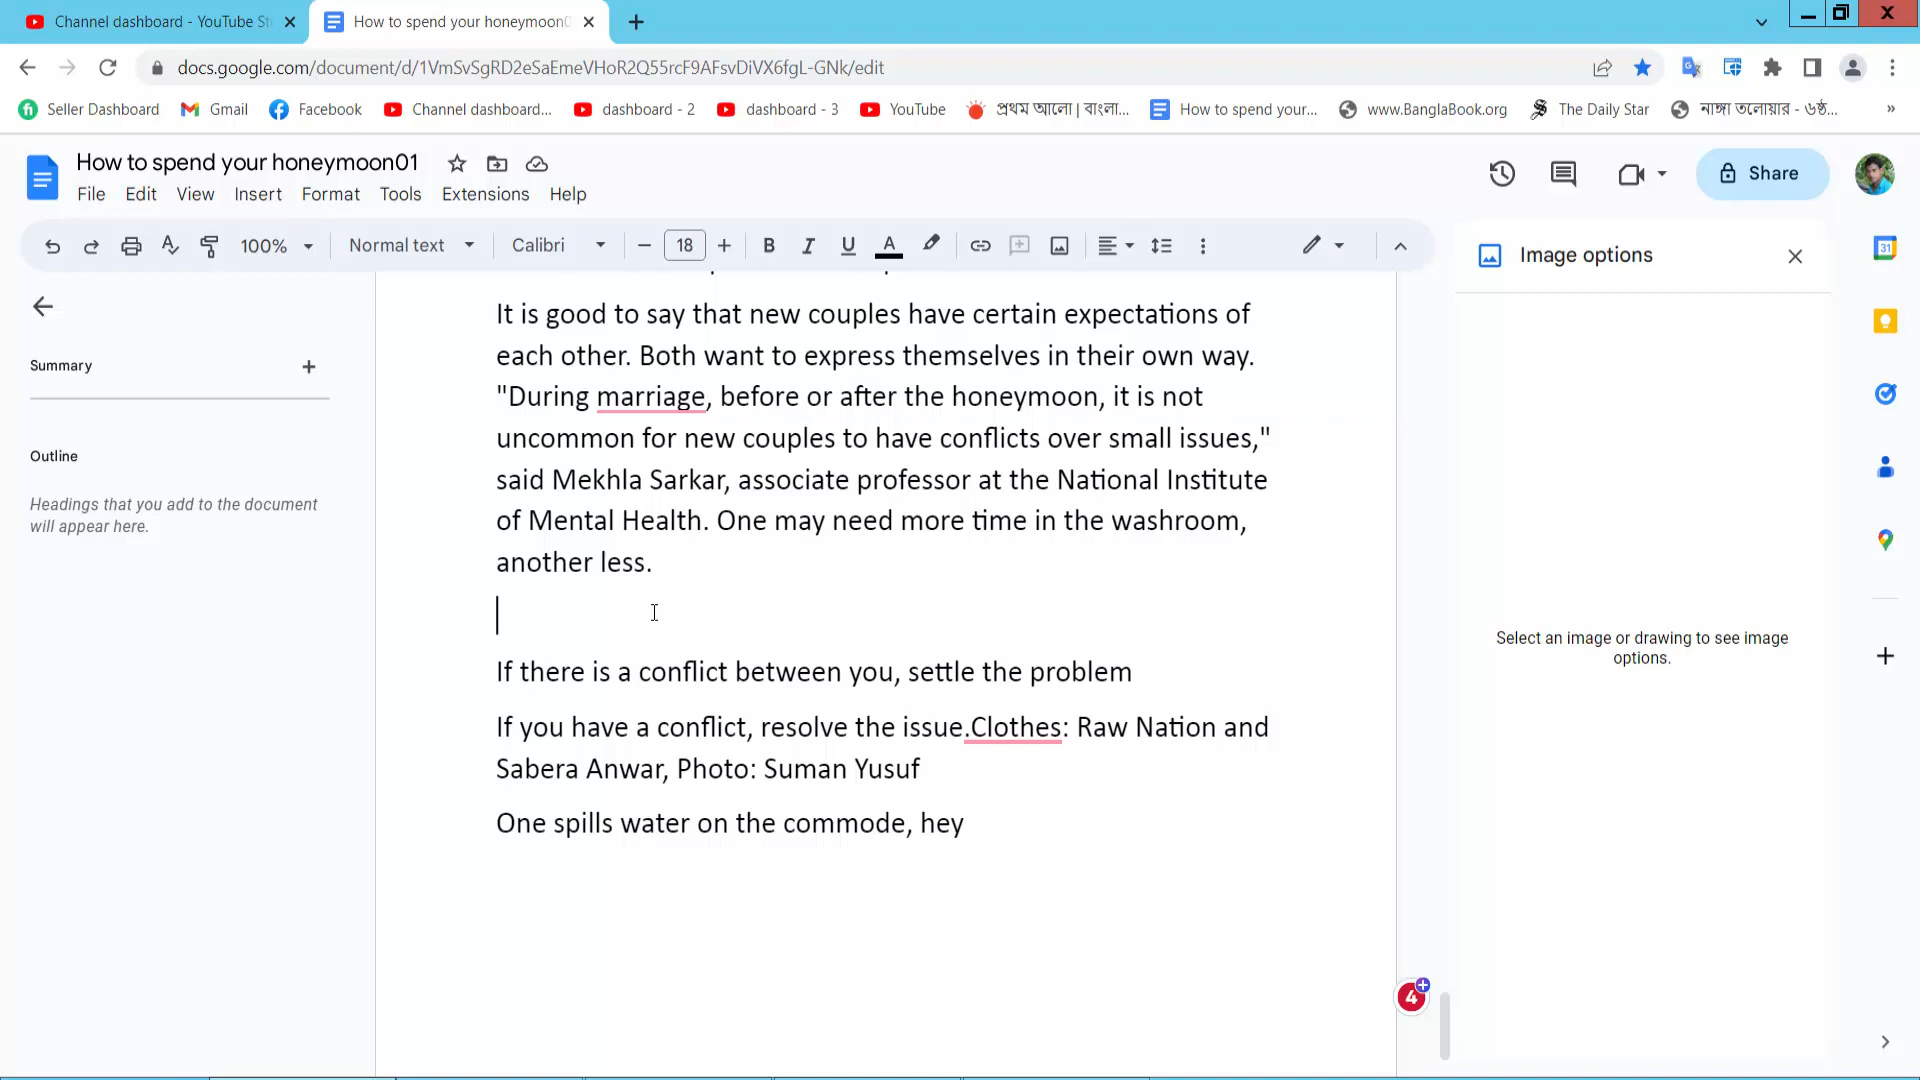 Channel dashboard - YouTube St
How to spend your honeymoon0
docs.google.com/document/d/1VmSvSgRD2eSaEmeVHoR2Q55rcF9AFsvDiVX6fgL-GNk/edit
Seller Dashboard
Gmail
Facebook
Channel dashboard...
dashboard - 2
dashboard - 3
YouTube
প্রথম আলো | বাংলা...
How to spend your...
www.BanglaBook.org
The Daily Star
নাঙ্গা তলোয়ার - ৬ষ্ঠ...
»
How to spend your honeymoon01
File Edit View Insert Format Tools Extensions Help
Share
100% Normal text Calibri 18 B I U A
Image options
31
Summary
Outline
Headings that you add to the document
will appear here.
It is good to say that new couples have certain expectations of
each other. Both want to express themselves in their own way.
"During marriage, before or after the honeymoon, it is not
uncommon for new couples to have conflicts over small issues,"
said Mekhla Sarkar, associate professor at the National Institute
of Mental Health. One may need more time in the washroom,
another less.
If there is a conflict between you, settle the problem
If you have a conflict, resolve the issue.Clothes: Raw Nation and
Sabera Anwar, Photo: Suman Yusuf
One spills water on the commode, hey
Select an image or drawing to see image
options.
4